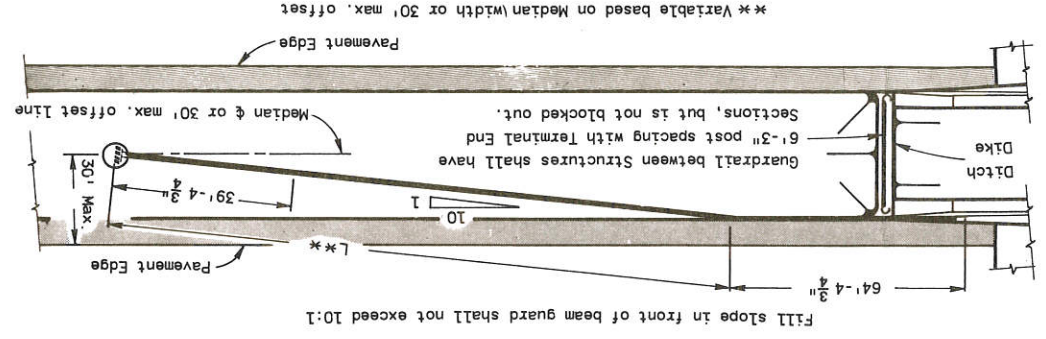 Fill slope in front of beam guard shall not exceed 10:1
64'-4 3/4"
L**
Pavement Edge
10
1
39'-4 3/4"
30' Max.
Ditch
Dike
Guardrail between Structures shall have
6'-3" post spacing with Terminal End
Sections, but is not blocked out.
Median ℄ or 30' max. offset line
Pavement Edge
** Variable based on Median width or 30' max. offset